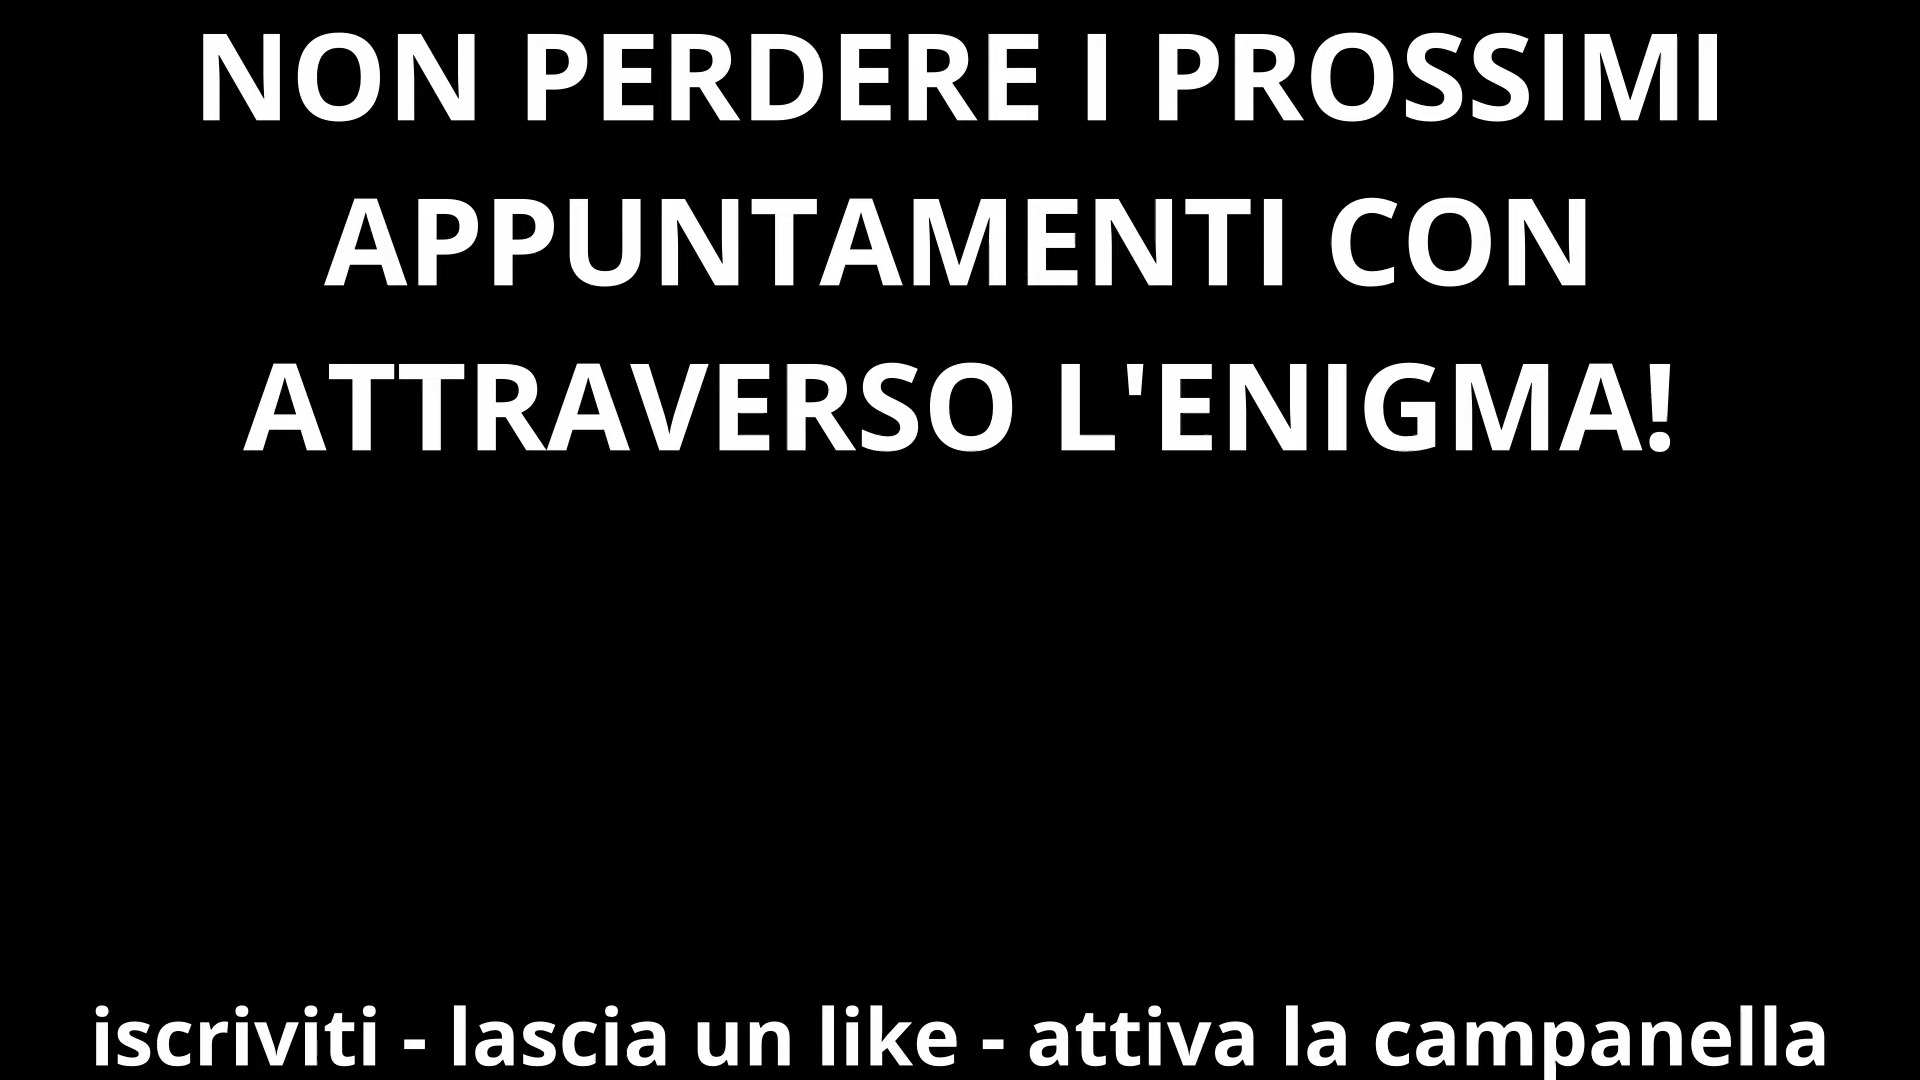 NON PERDERE I PROSSIMI
APPUNTAMENTI CON
ATTRAVERSO L'ENIGMA!
iscriviti - lascia un like - attiva la campanella